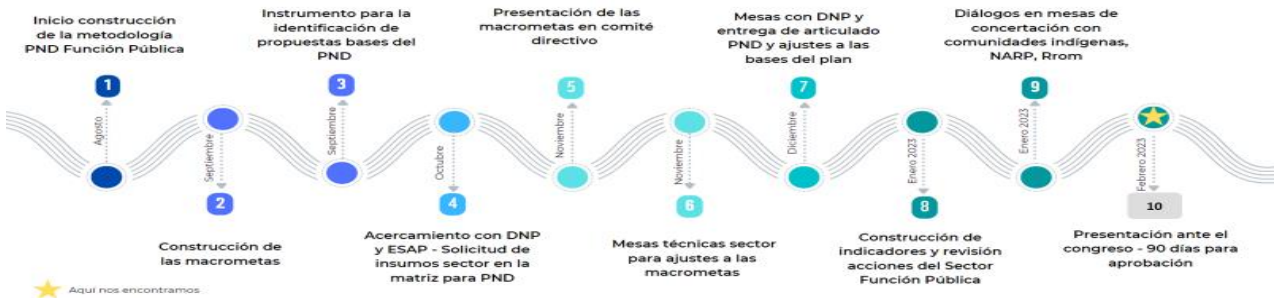 Inicio construcción
de la metodología
PND Función Pública
1
Agosto
Septiembre
2
Construcción de
las macrometas
Instrumento para la
identificación de
propuestas bases del
PND
3
Septiembre
Octubre
4
Acercamiento con DNP
y ESAP - Solicitud de
insumos sector en la
matriz para PND
Presentación de las
macrometas en comité
directivo
5
Noviembre
Noviembre
6
Mesas técnicas sector
para ajustes a las
macrometas
Mesas con DNP y
entrega de articulado
PND y ajustes a las
bases del plan
7
Diciembre
Enero 2023
8
Construcción de
indicadores y revisión
acciones del Sector
Función Pública
Diálogos en mesas de
concertación con
comunidades indígenas,
NARP, Rrom
9
Enero 2023
Febrero 2023
10
Presentación ante el
congreso - 90 días para
aprobación
Aquí nos encontramos